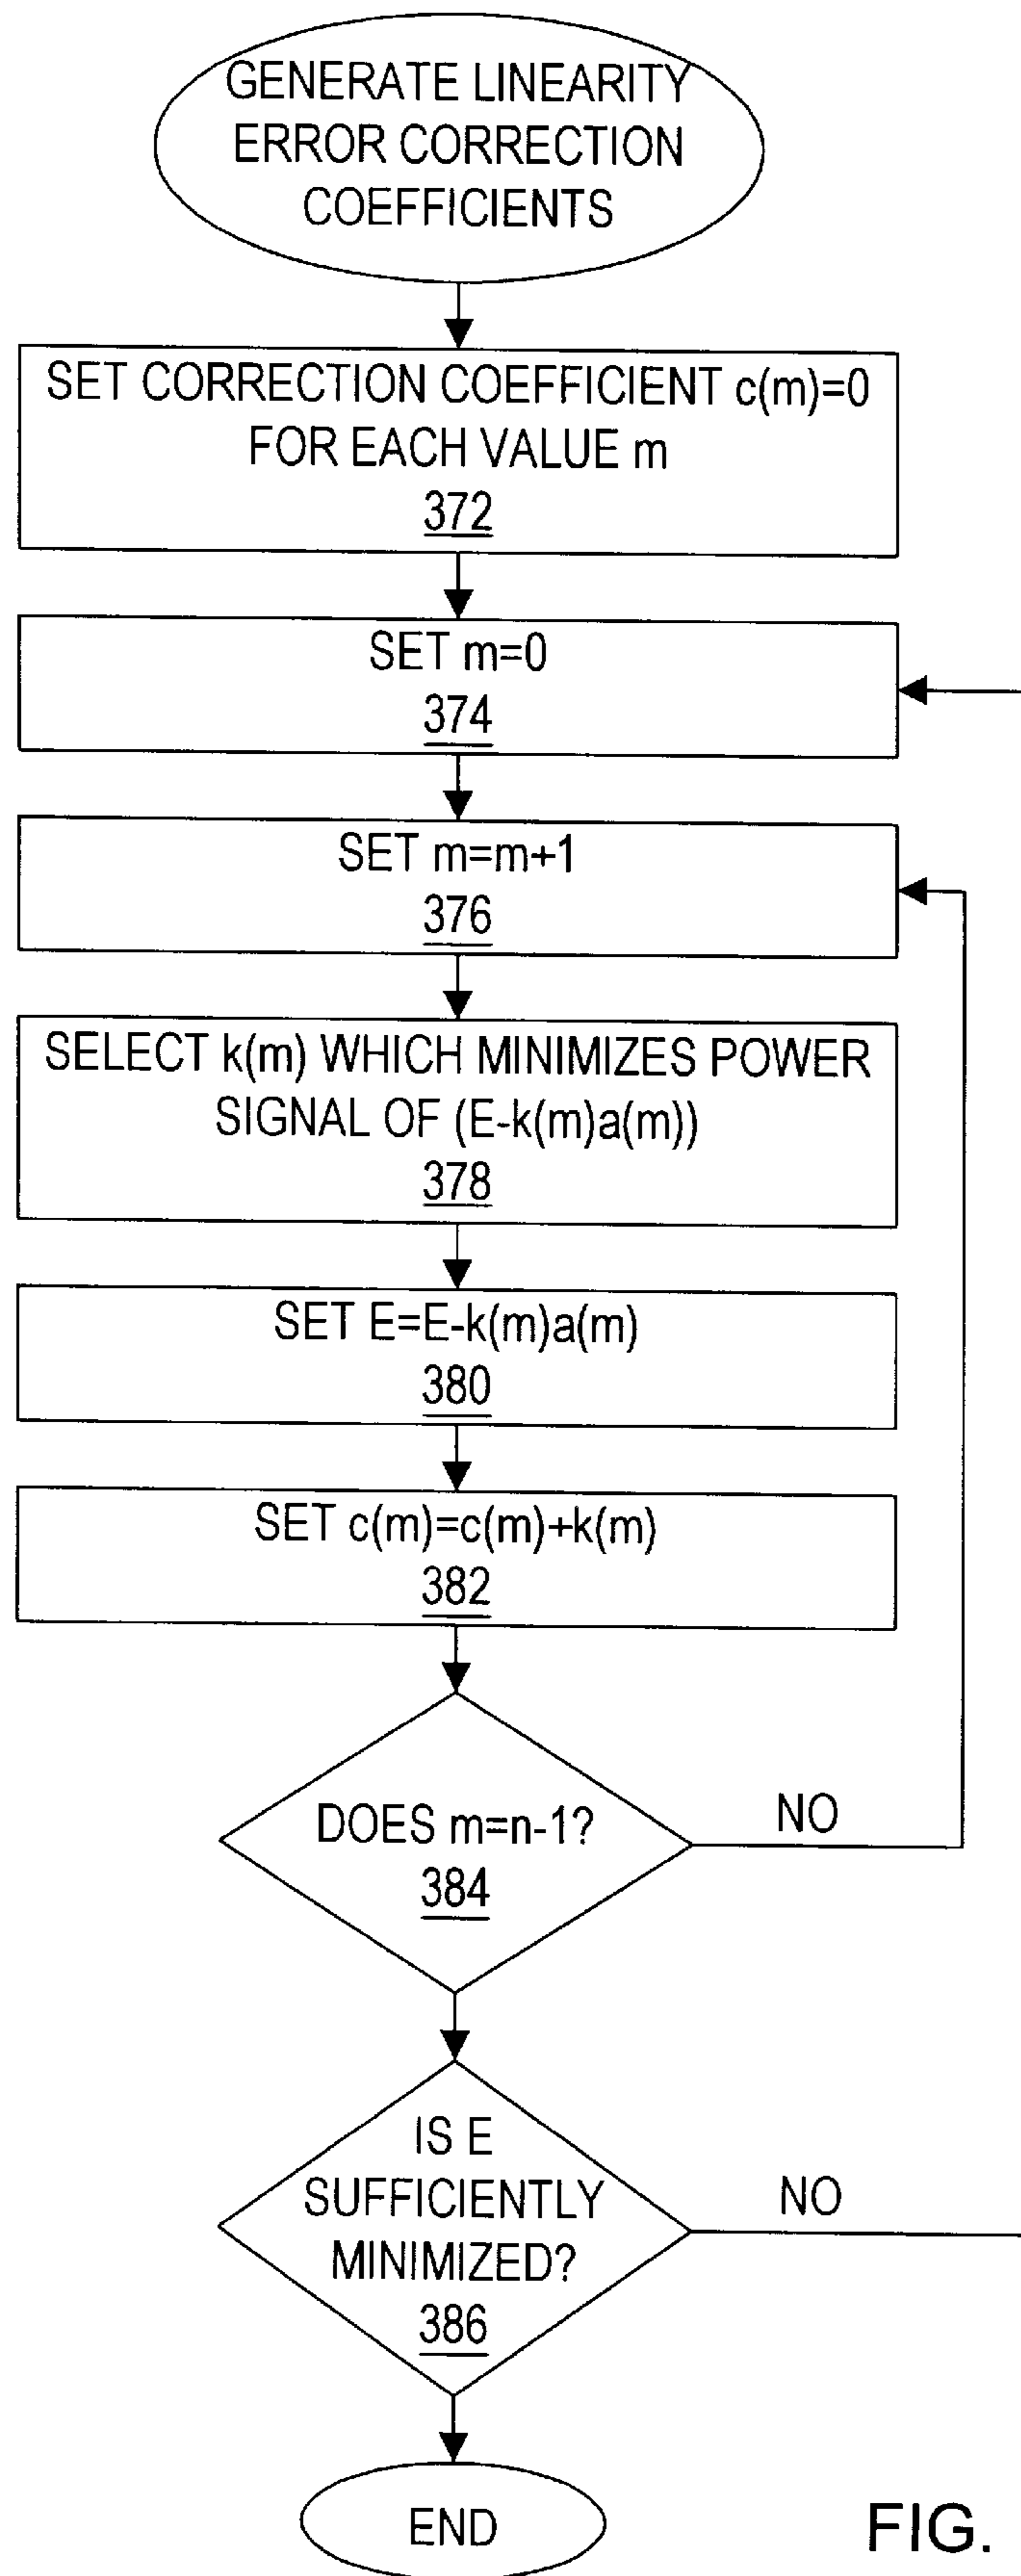 GENERATE LINEARITY
ERROR CORRECTION
COEFFICIENTS
SET CORRECTION COEFFICIENT c(m)=0
FOR EACH VALUE m
372
SET m=0
374
SET m=m+1
376
SELECT k(m) WHICH MINIMIZES POWER
SIGNAL OF (E-k(m)a(m))
378
SET E=E-k(m)a(m)
380
SET c(m)=c(m)+k(m)
382
DOES m=n-1?
384
NO
IS E
SUFFICIENTLY
MINIMIZED?
386
NO
END
FIG.